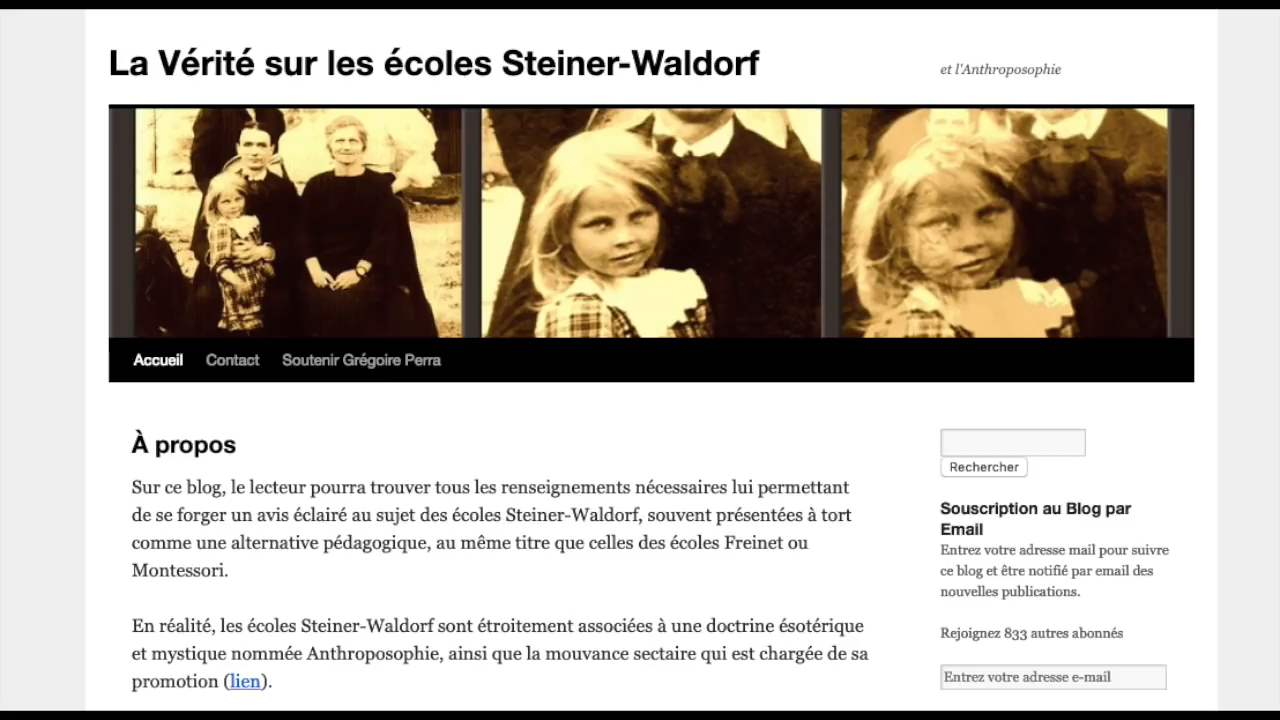 La Vérité sur les écoles Steiner-Waldorf
et l'Anthroposophie
Accueil Contact Soutenir Grégoire Perra
À propos
Sur ce blog, le lecteur pourra trouver tous les renseignements nécessaires lui permettant
de se forger un avis éclairé au sujet des écoles Steiner-Waldorf, souvent présentées à tort
comme une alternative pédagogique, au même titre que celles des écoles Freinet ou
Montessori.
En réalité, les écoles Steiner-Waldorf sont étroitement associées à une doctrine ésotérique
et mystique nommée Anthroposophie, ainsi que la mouvance sectaire qui est chargée de sa
promotion (lien).
Rechercher
Souscription au Blog par
Email
Entrez votre adresse mail pour suivre
ce blog et être notifié par email des
nouvelles publications.
Rejoignez 833 autres abonnés
Entrez votre adresse e-mail